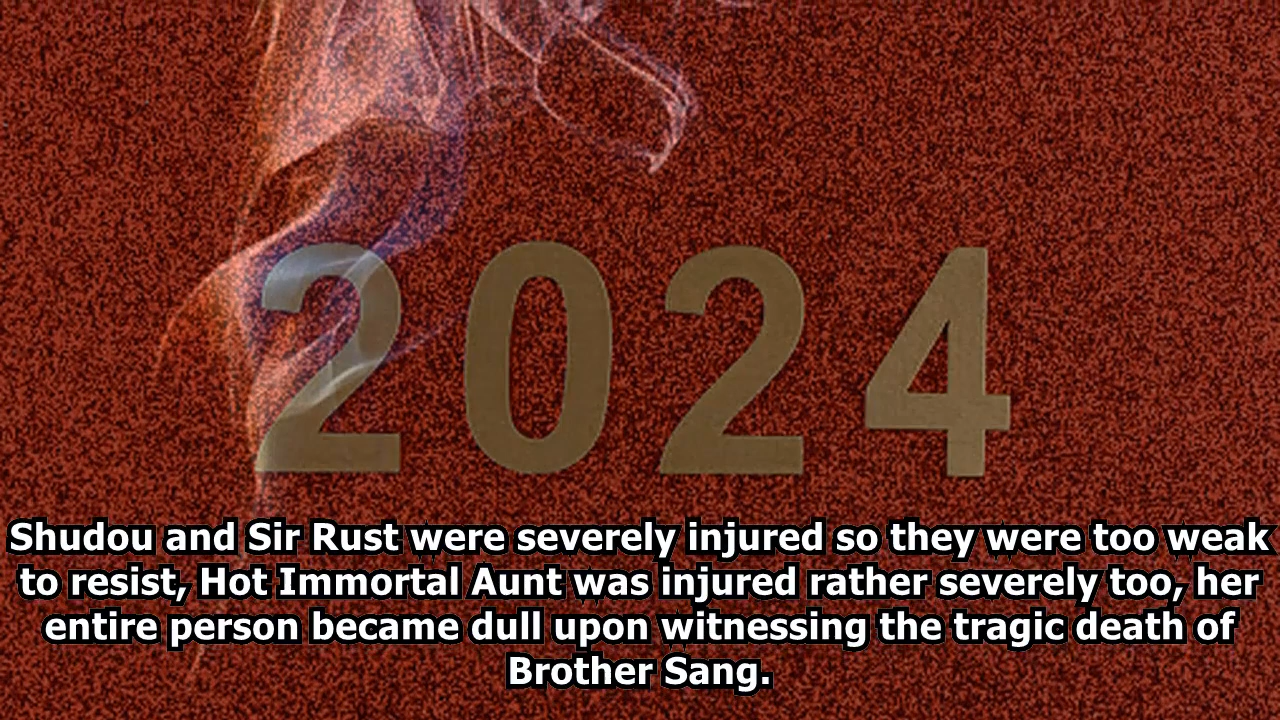 2024
Shudou and Sir Rust were severely injured so they were too weak
to resist, Hot Immortal Aunt was injured rather severely too, her
entire person became dull upon witnessing the tragic death of
Brother Sang.